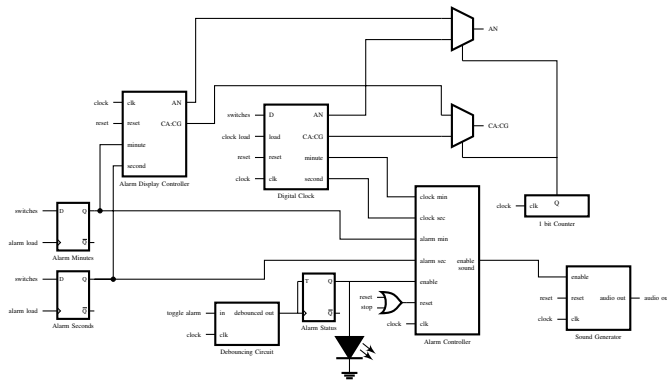 AN
clock
clk
AN
reset
reset
CA:CG
minute
second
Alarm Display Controller
switches
D
AN
clock load
load
CA:CG
reset
reset
minute
clock
clk
second
Digital Clock
CA:CG
clock
clk
Q
1 bit Counter
switches
D
Q
alarm load
Q
Alarm Minutes
switches
D
Q
alarm load
Q
Alarm Seconds
toggle alarm
in
debounced out
clock
clk
Debouncing Circuit
T
Q
Q
Alarm Status
reset
stop
clock
clock min
clock sec
alarm min
alarm sec
enable
sound
enable
reset
clk
Alarm Controller
enable
reset
reset
audio out
audio ou
clock
clk
Sound Generator